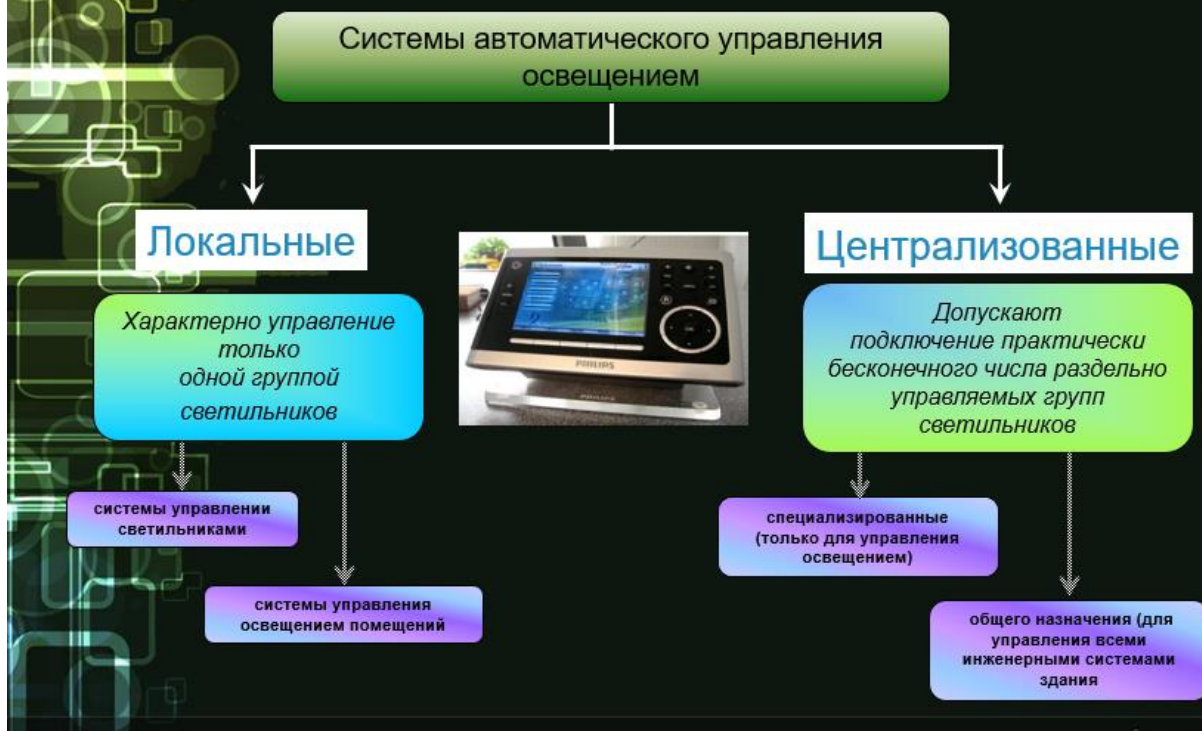 Системы автоматического управления
освещением
Локальные
Централизованные
Характерно управление
только
одной группой
светильников
PHILIPS
PHILIPS
Допускают
подключение практически
бесконечного числа раздельно
управляемых групп
светильников
системы управлении
светильниками
системы управления
освещением помещений
специализированные
(только для управления
освещением)
общего назначения (для
управления всеми
инженерными системами
здания